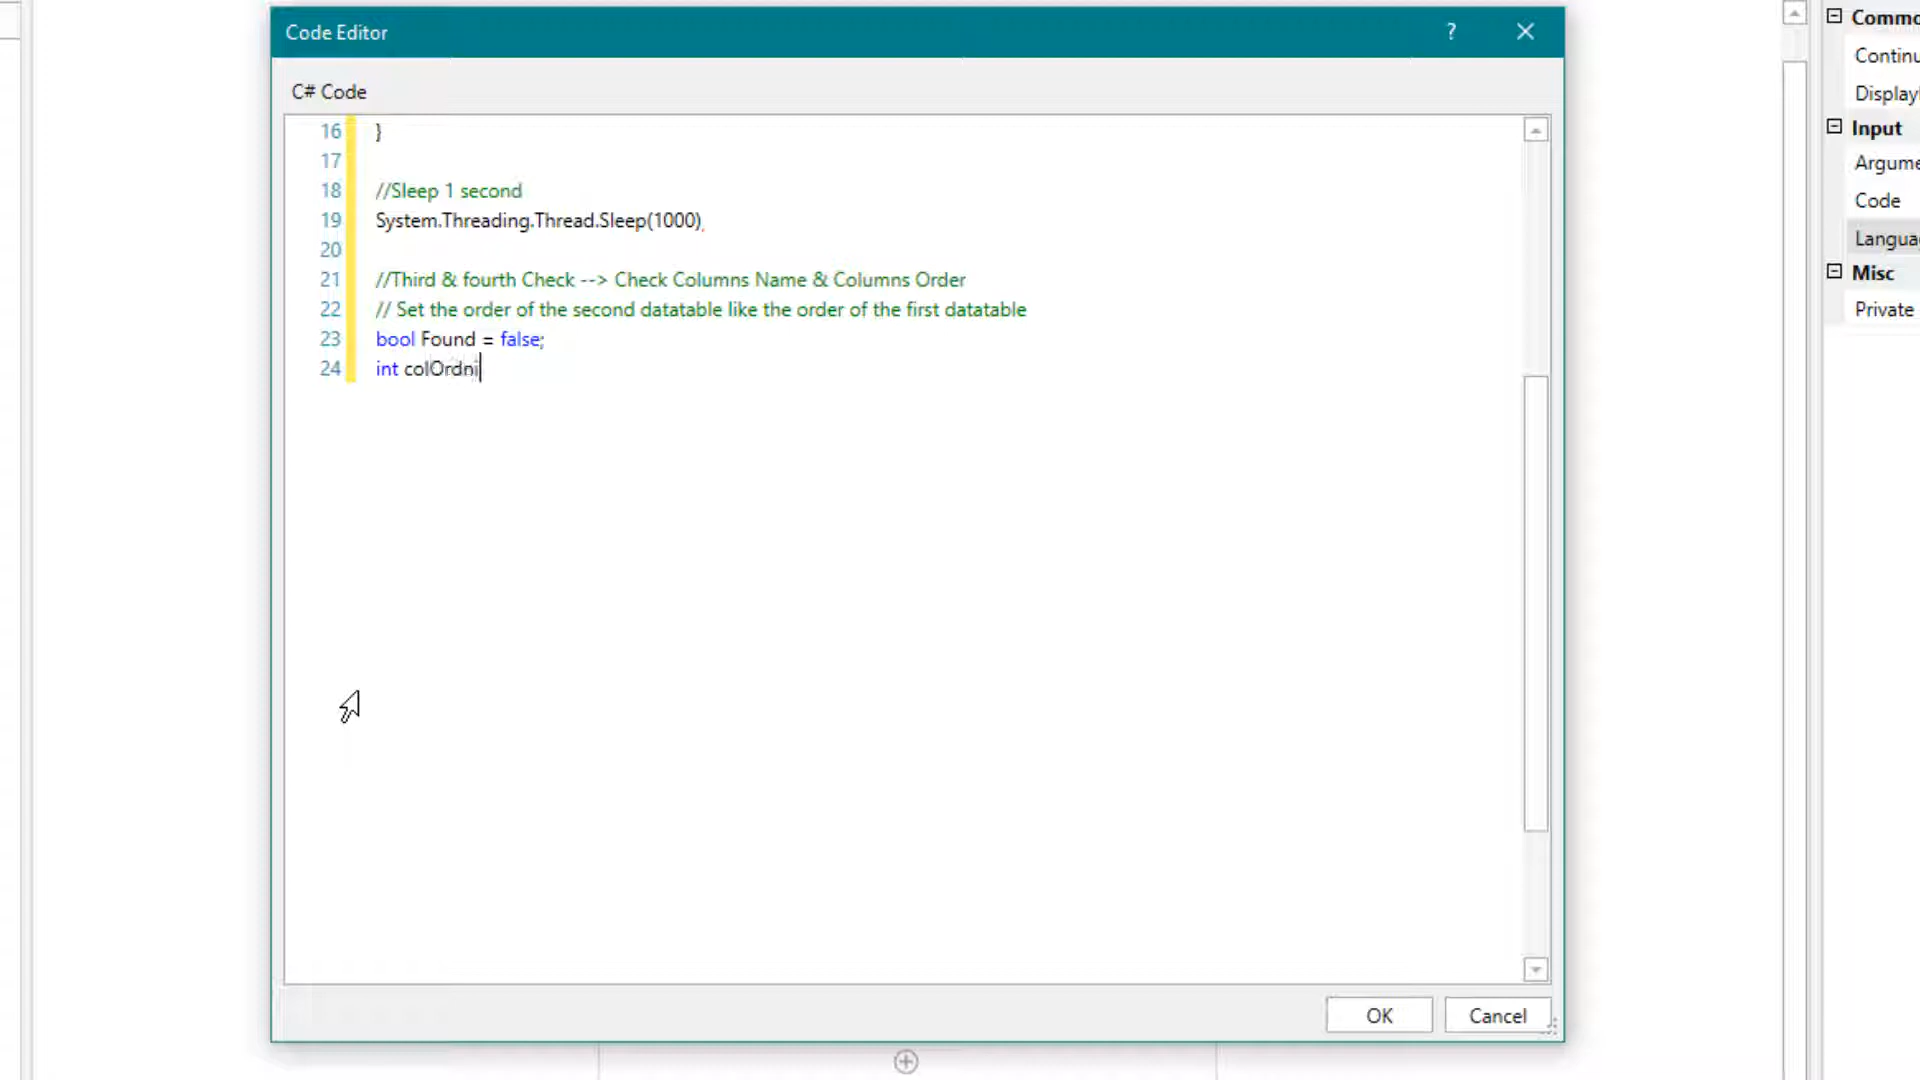 Code Editor
?
C# Code
16 }
17
18 //Sleep 1 second
19 System.Threading.Thread.Sleep(1000)
20
21 //Third & fourth Check --> Check Columns Name & Columns Order
22 // Set the order of the second datatable like the order of the first datatable
23 bool Found = false;
24 int colOrdni
OK
Cancel
Commo
Continu
Display
Input
Argume
Code
Langua
Misc
Private